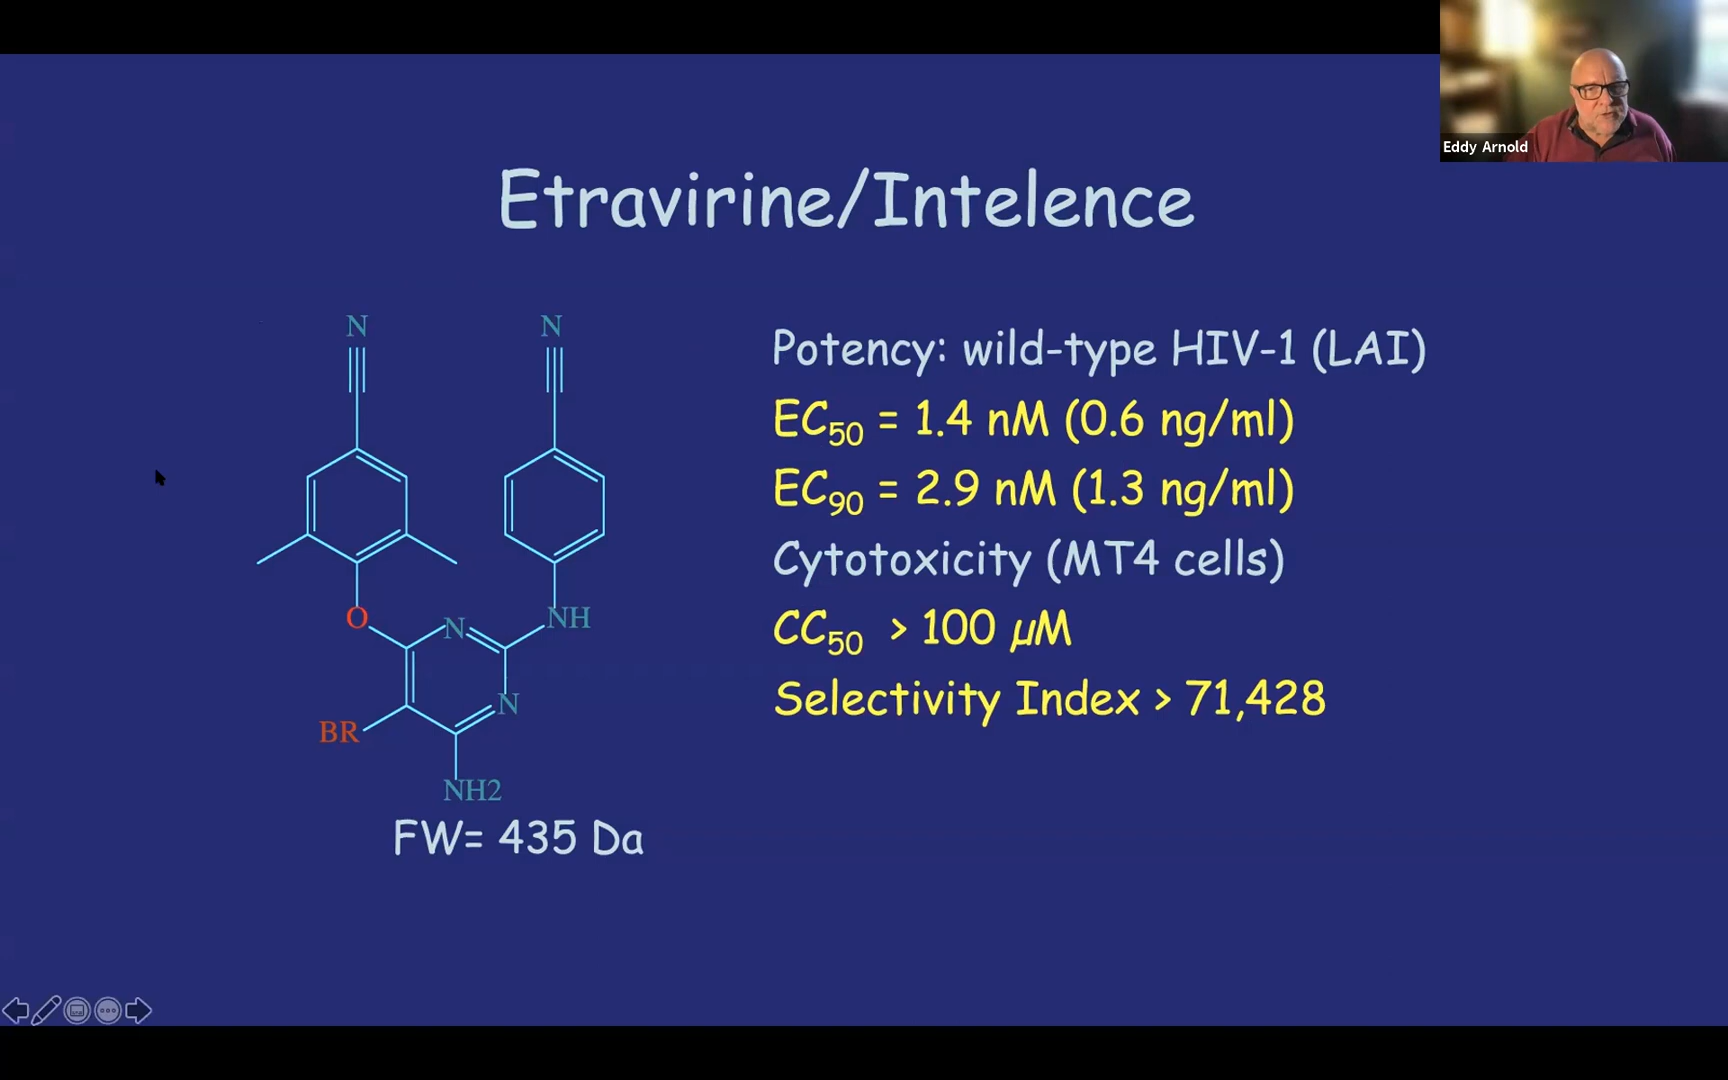 Eddy Arnold
Etravirine/Intelence
N N
Potency: wild-type HIV-1 (LAI)
EC50 = 1.4 nM (0.6 ng/ml)
EC90 = 2.9 nM (1.3 ng/ml)
Cytotoxicity (MT4 cells)
O N NH
CC50 > 100 µM
N
Selectivity Index > 71,428
BR
NH2
FW= 435 Da